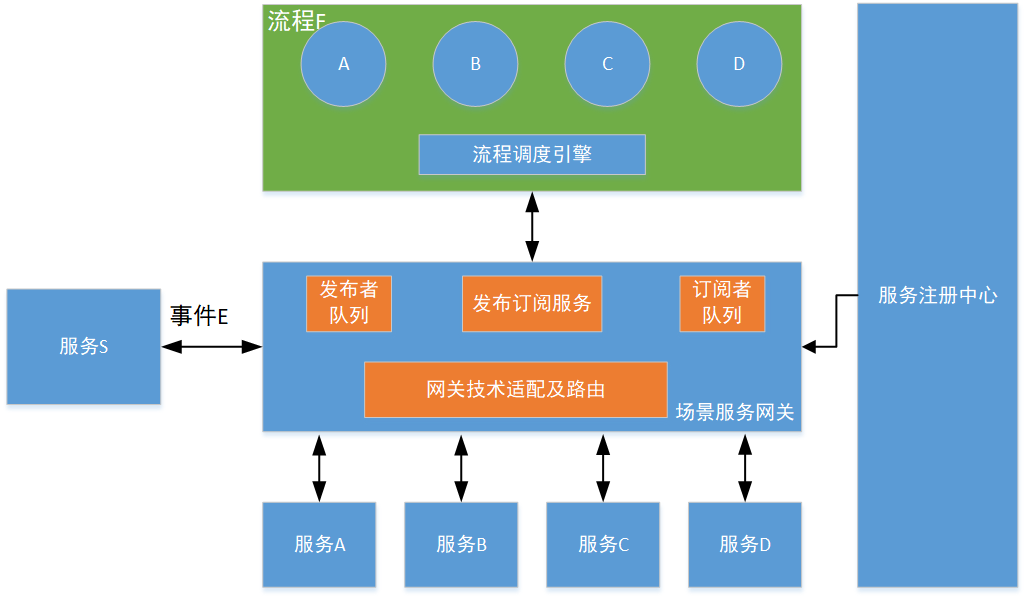 流程E
A
B
C
D
流程调度引擎
发布者
队列
发布订阅服务
订阅者
队列
服务注册中心
事件E
服务S
网关技术适配及路由
场景服务网关
服务A
服务B
服务C
服务D